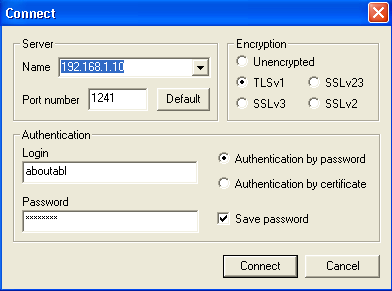 Connect
Server
Name 192.168.1.10
Port number 1241 Default
Encryption
Unencrypted
TLSv1 SSLv23
SSLv3 SSLv2
Authentication
Login
aboutabl
Password
xxxxxxxx
Authentication by password
Authentication by certificate
Save password
Connect Cancel